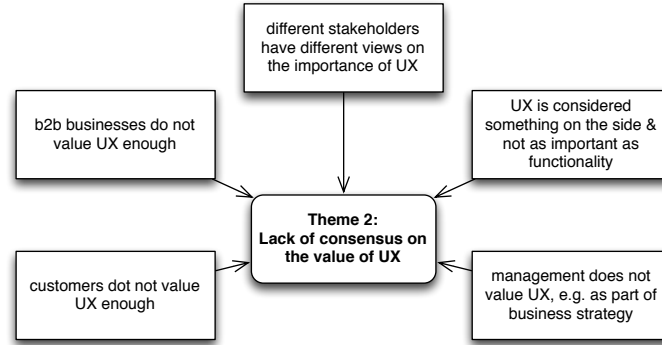 different stakeholders
have different views on
the importance of UX
b2b businesses do not
value UX enough
UX is considered
something on the side &
not as important as
functionality
Theme 2:
Lack of consensus on
the value of UX
customers dot not value
UX enough
management does not
value UX, e.g. as part of
business strategy